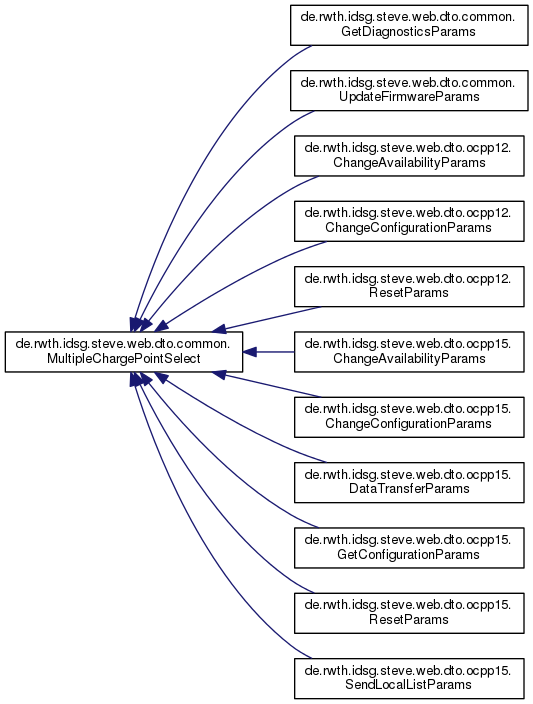 de.rwth.idsg.steve.web.dto.common.
GetDiagnosticsParams
de.rwth.idsg.steve.web.dto.common.
UpdateFirmwareParams
de.rwth.idsg.steve.web.dto.ocpp12.
ChangeAvailabilityParams
de.rwth.idsg.steve.web.dto.ocpp12.
ChangeConfigurationParams
de.rwth.idsg.steve.web.dto.ocpp12.
ResetParams
de.rwth.idsg.steve.web.dto.common.
MultipleChargePointSelect
de.rwth.idsg.steve.web.dto.ocpp15.
ChangeAvailabilityParams
de.rwth.idsg.steve.web.dto.ocpp15.
ChangeConfigurationParams
de.rwth.idsg.steve.web.dto.ocpp15.
DataTransferParams
de.rwth.idsg.steve.web.dto.ocpp15.
GetConfigurationParams
de.rwth.idsg.steve.web.dto.ocpp15.
ResetParams
de.rwth.idsg.steve.web.dto.ocpp15.
SendLocalListParams